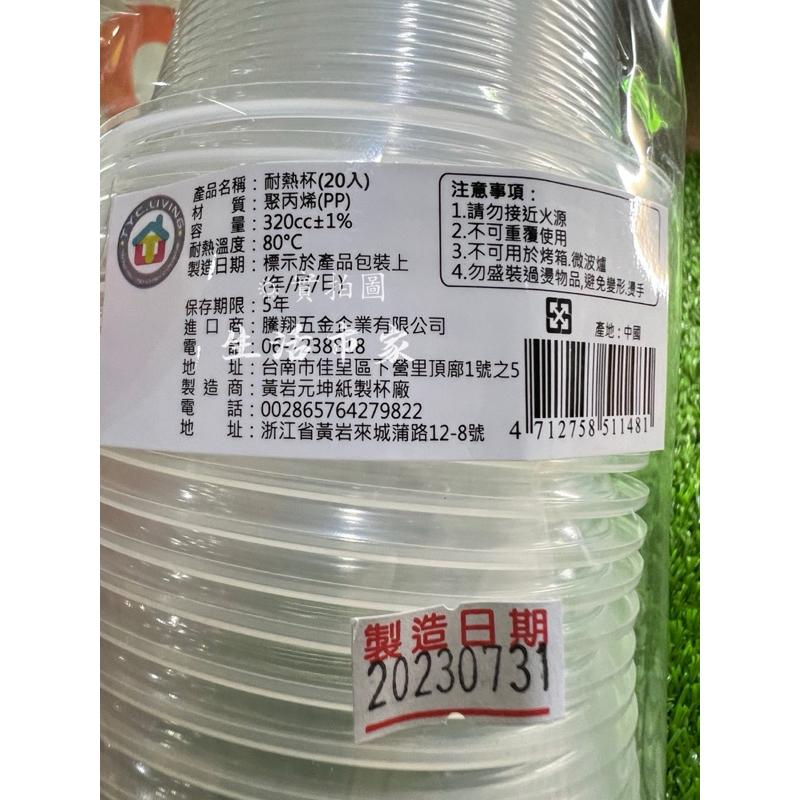 T.Y.C. LIVING
產品名稱：耐熱杯(20入)
材　　質：聚丙烯(PP)
容　　量：320cc±1%
耐熱溫度：80°C
製造日期：標示於產品包裝上
(年/月/日)
實拍圖
保存期限：5年
進 口 商：騰翔五金企業有限公司
生活市家
電　　話：
地　　址：台南市佳里區下營里頂廍1號之5
製 造 商：黃岩元坤紙製杯廠
電　　話：002865764279822
地　　址：浙江省黃岩來城蒲路12-8號
注意事項：
1.請勿接近火源
2.不可重覆使用
3.不可用於烤箱.微波爐
4.勿盛裝過燙物品,避免變形,燙手
產地：中國
4 712758 511481
製造日期
20230731